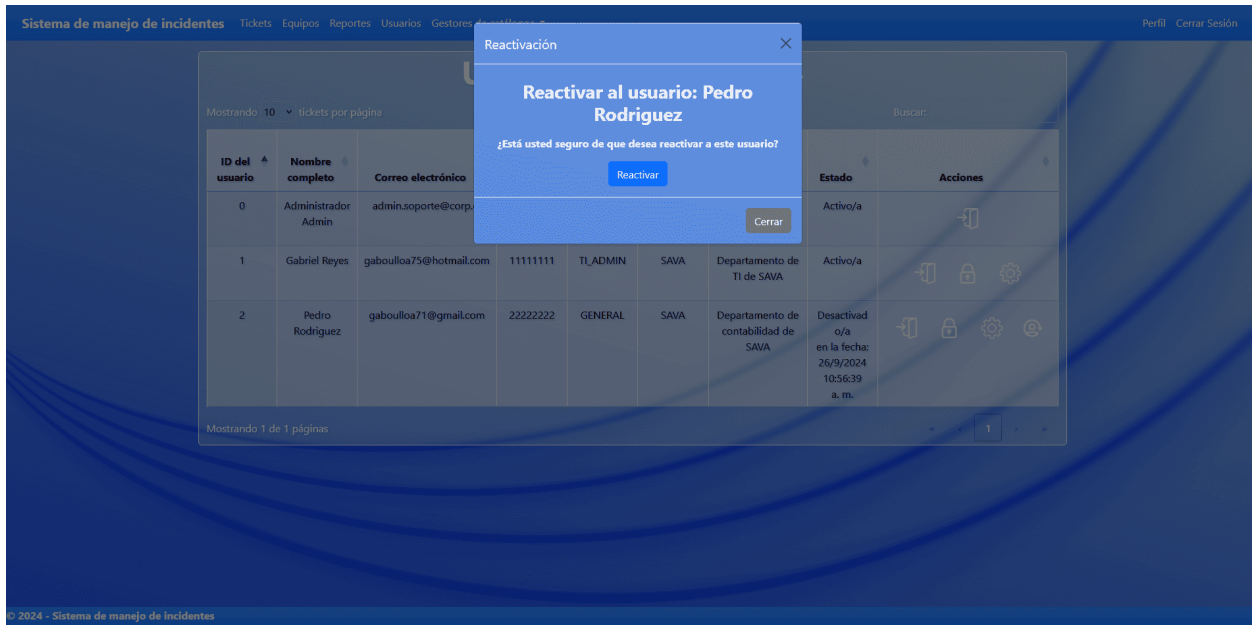 Sistema de manejo de incidentes Tickets Equipos Reportes Usuarios Gestores de catálogos Perfil Cerrar Sesión
Reactivación
Reactivar al usuario: Pedro
Rodriguez
¿Está usted seguro de que desea reactivar a este usuario?
Reactivar
Cerrar
Mostrando 10 tickets por página Buscar:
ID del usuario Nombre completo Correo electrónico Estado Acciones
0 Administrador admin.soporte@corp. Activo/a
Admin
1 Gabriel Reyes gaboulloa75@hotmail.com 11111111 TI_ADMIN SAVA Departamento de Activo/a
TI de SAVA
2 Pedro gaboulloa71@gmail.com 22222222 GENERAL SAVA Departamento de Desactivad
Rodriguez contabilidad de o/a
SAVA en la fecha:
26/9/2024
10:56:39
a. m.
Mostrando 1 de 1 páginas « ‹ 1 › »
© 2024 - Sistema de manejo de incidentes